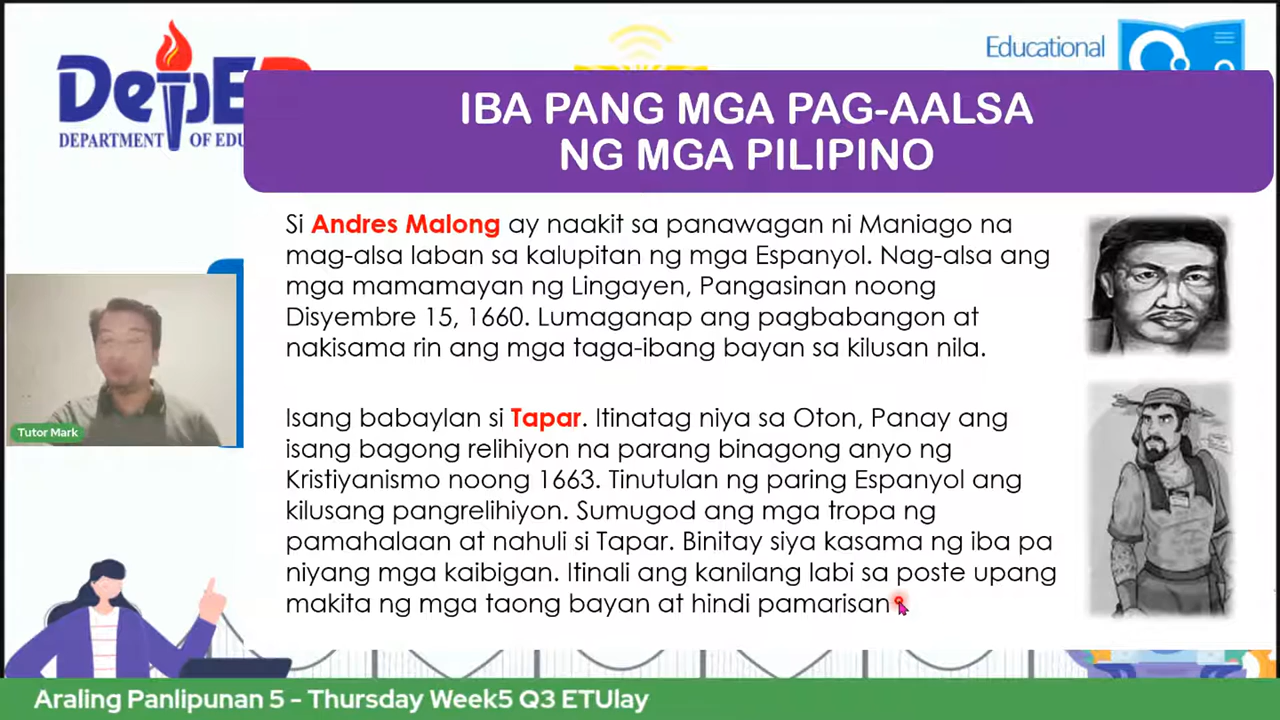 Educational
DepED
DEPARTMENT OF EDU
IBA PANG MGA PAG-AALSA
NG MGA PILIPINO
Si Andres Malong ay naakit sa panawagan ni Maniago na
mag-alsa laban sa kalupitan ng mga Espanyol. Nag-alsa ang
mga mamamayan ng Lingayen, Pangasinan noong
Disyembre 15, 1660. Lumaganap ang pagbabangon at
nakisama rin ang mga taga-ibang bayan sa kilusan nila.
Isang babaylan si Tapar. Itinatag niya sa Oton, Panay ang
isang bagong relihiyon na parang binagong anyo ng
Kristiyanismo noong 1663. Tinutulan ng paring Espanyol ang
kilusang pangrelihiyon. Sumugod ang mga tropa ng
pamahalaan at nahuli si Tapar. Binitay siya kasama ng iba pa
niyang mga kaibigan. Itinali ang kanilang labi sa poste upang
makita ng mga taong bayan at hindi pamarisan
Tutor Mark
Araling Panlipunan 5 – Thursday Week5 Q3 ETUlay